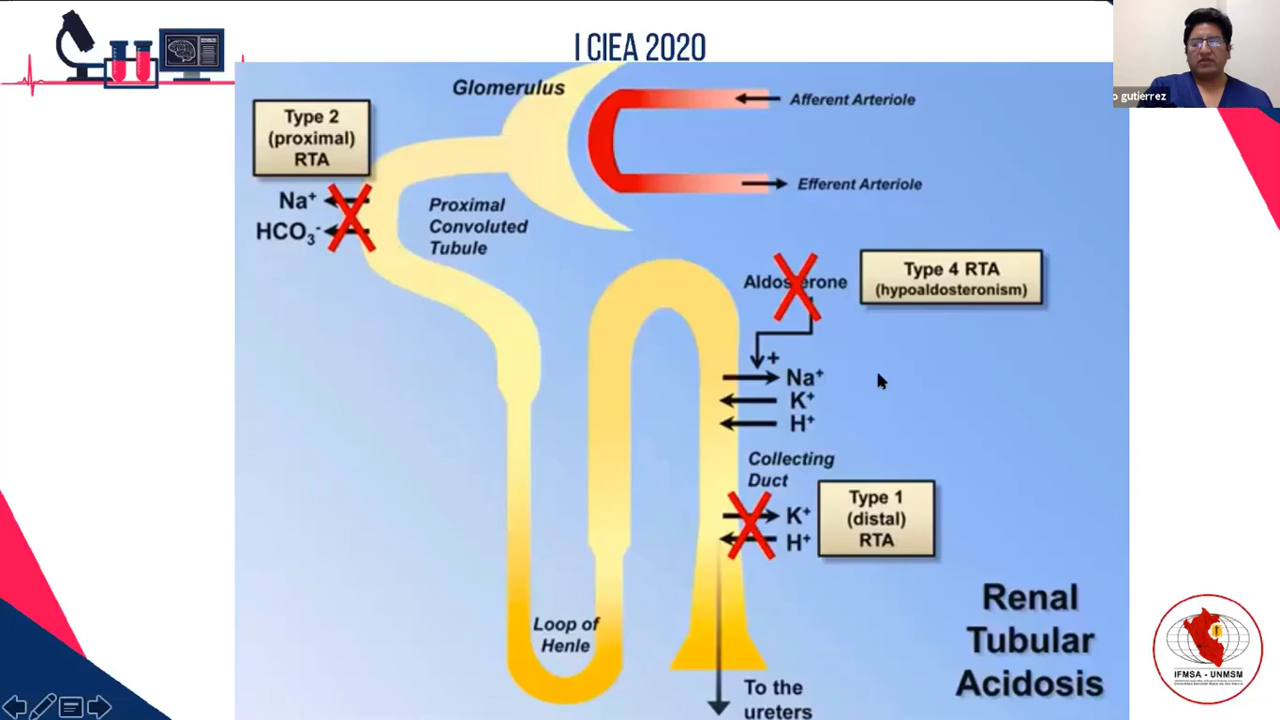 I CIEA 2020
o gutierrez
Glomerulus
Afferent Arteriole
Type 2
(proximal)
RTA
Efferent Arteriole
Na⁺
HCO₃⁻
Proximal
Convoluted
Tubule
Aldosterone
Type 4 RTA
(hypoaldosteronism)
+
Na⁺
K⁺
H⁺
Collecting
Duct
Type 1
(distal)
RTA
K⁺
H⁺
Loop of
Henle
Renal
Tubular
Acidosis
To the
ureters
IFMSA - UNMSM